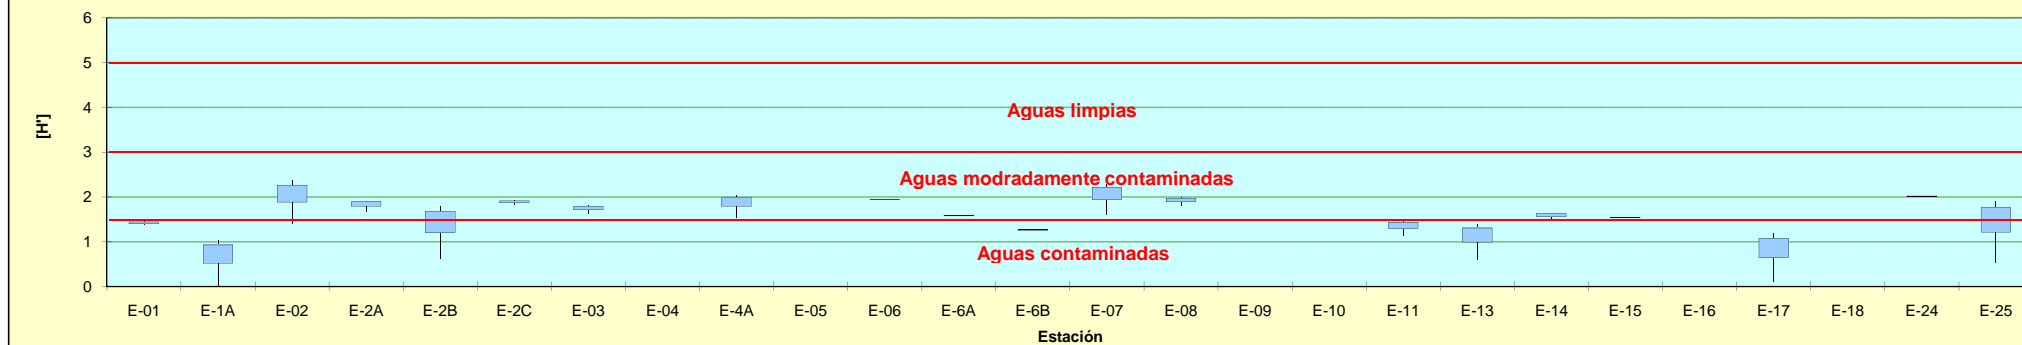 6
5
4
3
2
1
0
[H']
Aguas limpias
Aguas modradamente contaminadas
Aguas contaminadas
E-01 E-1A E-02 E-2A E-2B E-2C E-03 E-04 E-4A E-05 E-06 E-6A E-6B E-07 E-08 E-09 E-10 E-11 E-13 E-14 E-15 E-16 E-17 E-18 E-24 E-25
Estación